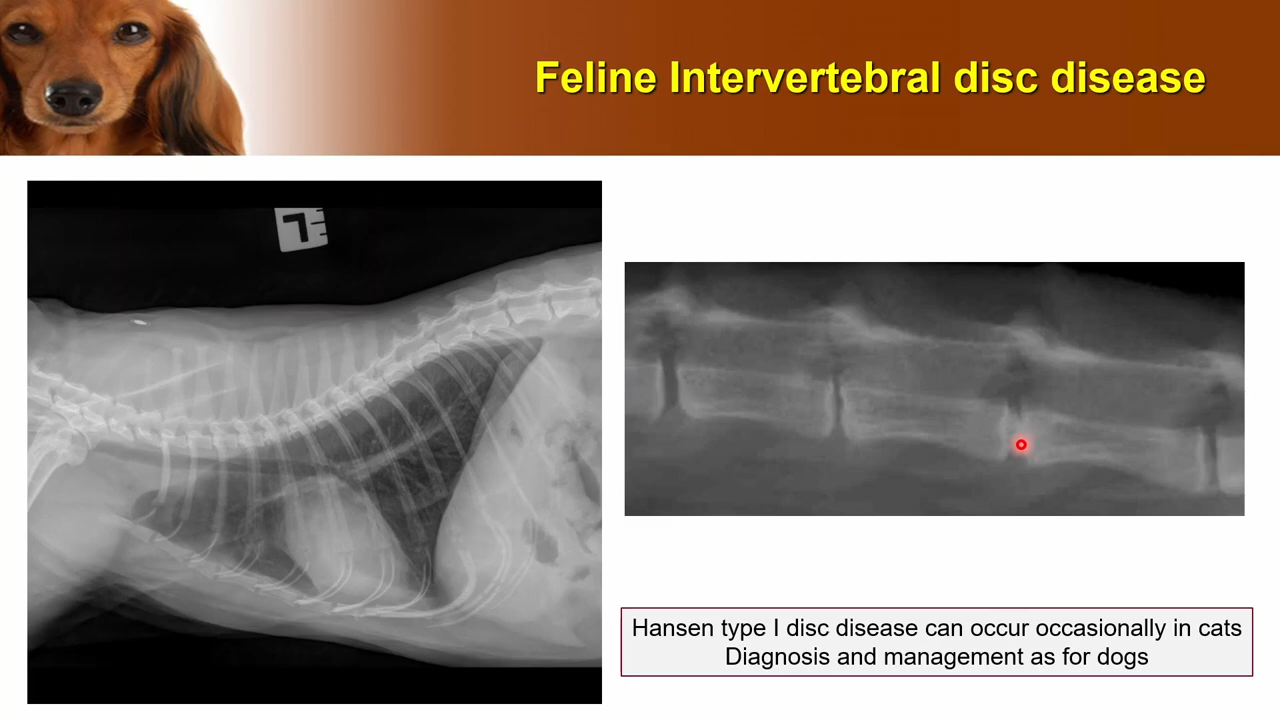 Feline Intervertebral disc disease
L
Hansen type I disc disease can occur occasionally in cats
Diagnosis and management as for dogs